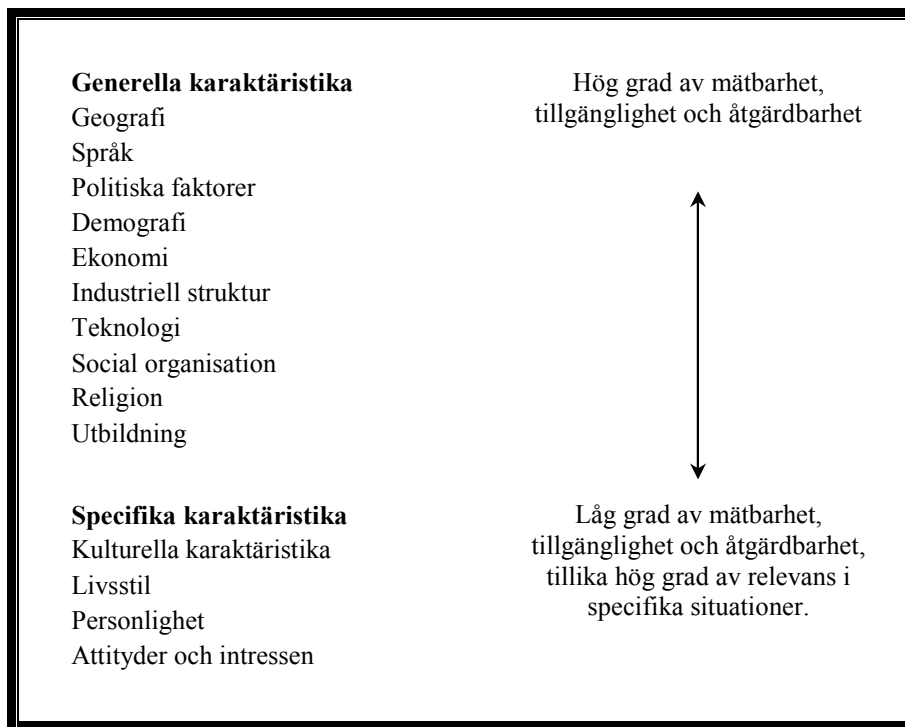 Generella karaktäristika
Geografi
Språk
Politiska faktorer
Demografi
Ekonomi
Industriell struktur
Teknologi
Social organisation
Religion
Utbildning
Specifika karaktäristika
Kulturella karaktäristika
Livsstil
Personlighet
Attityder och intressen
Hög grad av mätbarhet,
tillgänglighet och åtgärdbarhet
Låg grad av mätbarhet,
tillgänglighet och åtgärdbarhet,
tillika hög grad av relevans i
specifika situationer.